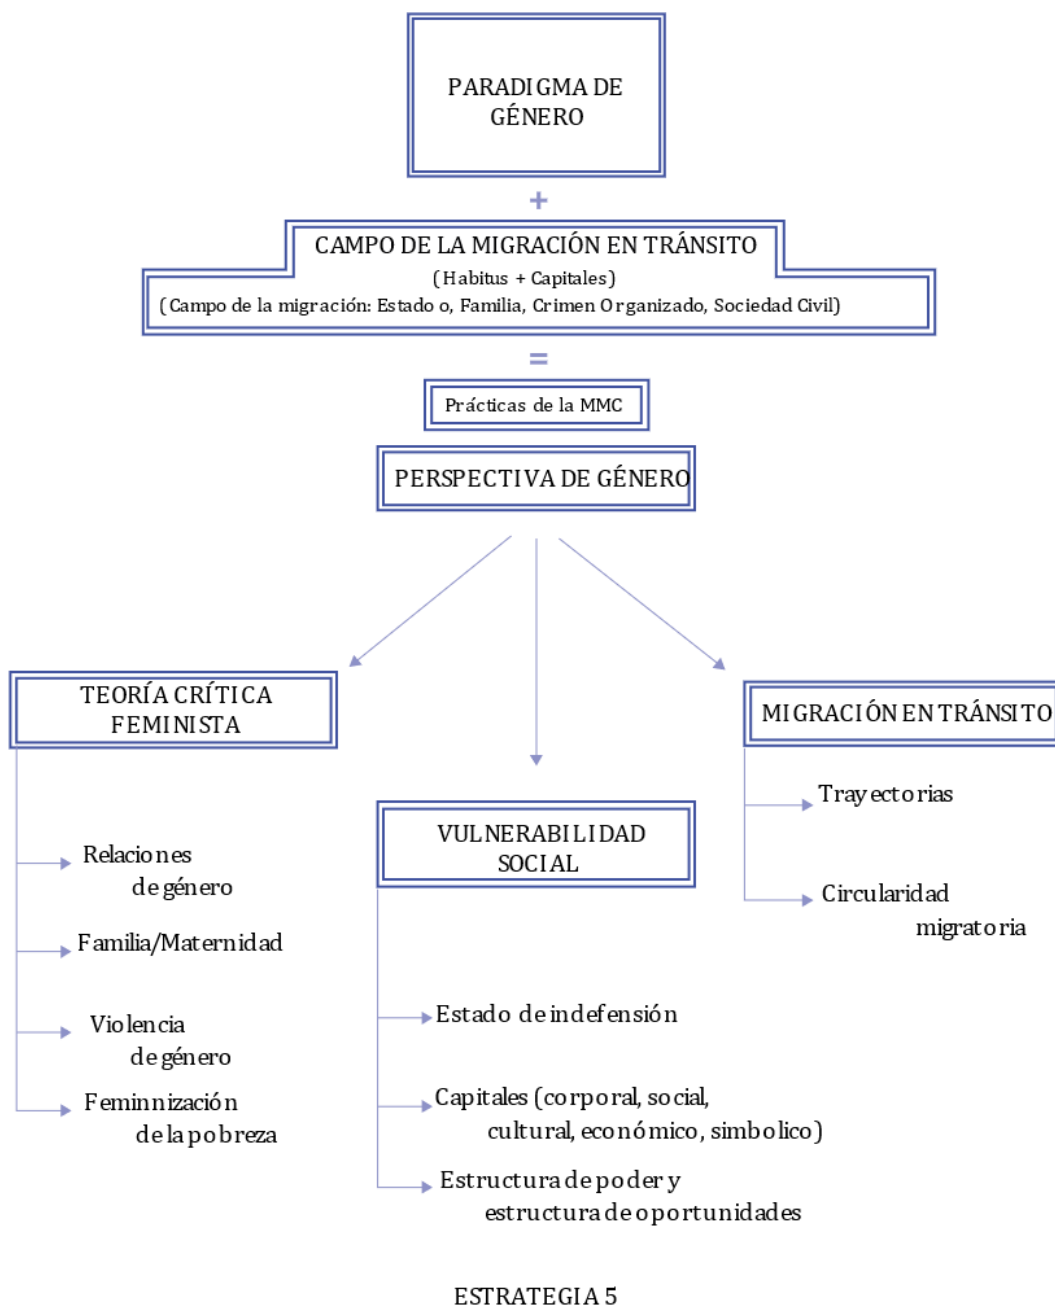 PARADIGMA DE
GÉNERO
+
CAMPO DE LA MIGRACIÓN EN TRÁNSITO
(Habitus + Capitales)
(Campo de la migración: Estado o, Familia, Crimen Organizado, Sociedad Civil)
=
Prácticas de la MMC
PERSPECTIVA DE GÉNERO
TEORÍA CRÍTICA
FEMINISTA
Relaciones
de género
Familia/Maternidad
Violencia
de género
Feminnización
de la pobreza
VULNERABILIDAD
SOCIAL
Estado de indefensión
Capitales (corporal, social,
cultural, económico, simbolico)
Estructura de poder y
estructura de oportunidades
MIGRACIÓN EN TRÁNSITO
Trayectorias
Circularidad
migratoria
ESTRATEGIA 5